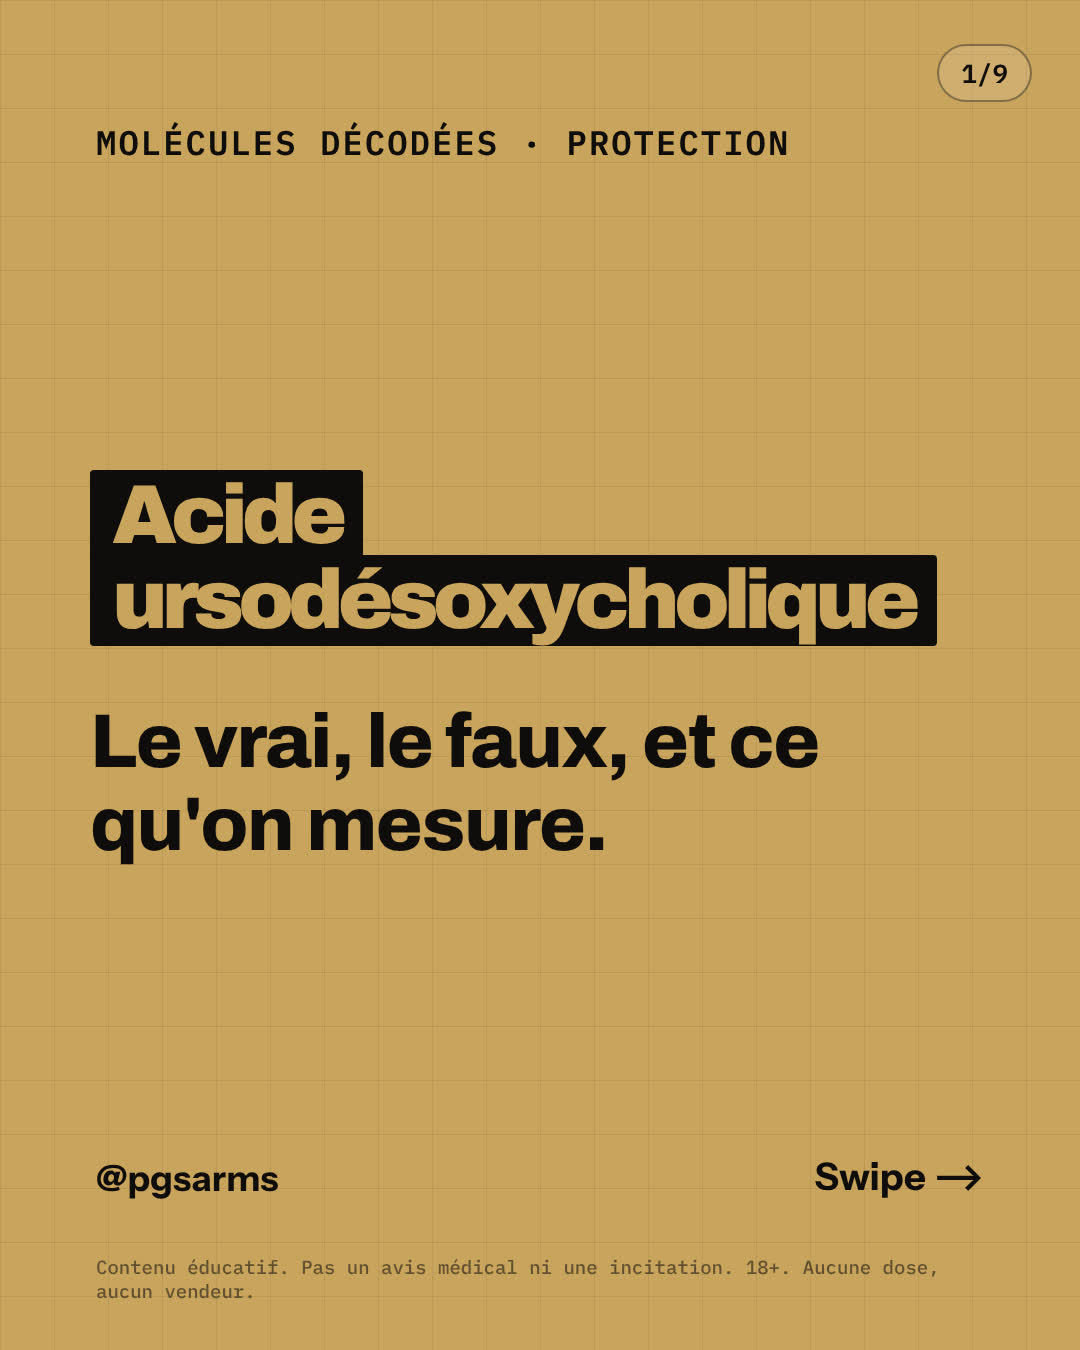 1/9
MOLÉCULES DÉCODÉES · PROTECTION
Acide
ursodésoxycholique
Le vrai, le faux, et ce
qu'on mesure.
@pgsarms
Swipe →
Contenu éducatif. Pas un avis médical ni une incitation. 18+. Aucune dose,
aucun vendeur.